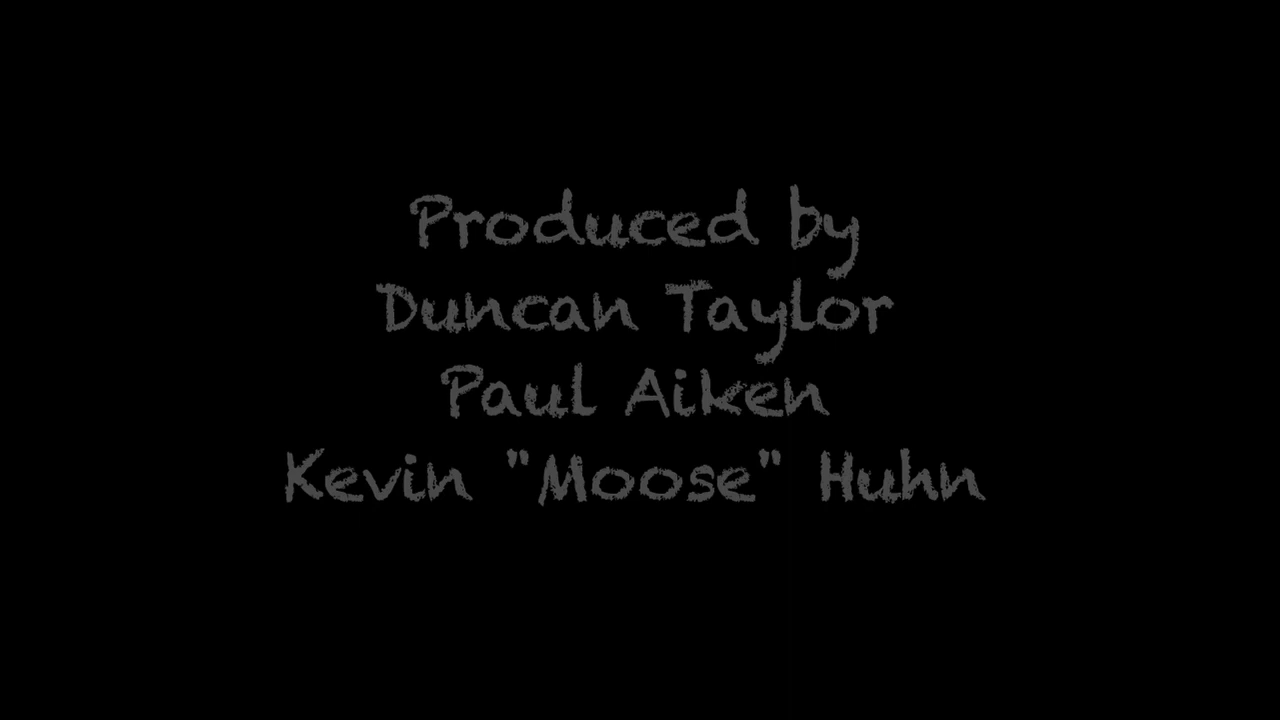 Produced by
Duncan Taylor
Paul Aiken
Kevin "Moose" Huhn